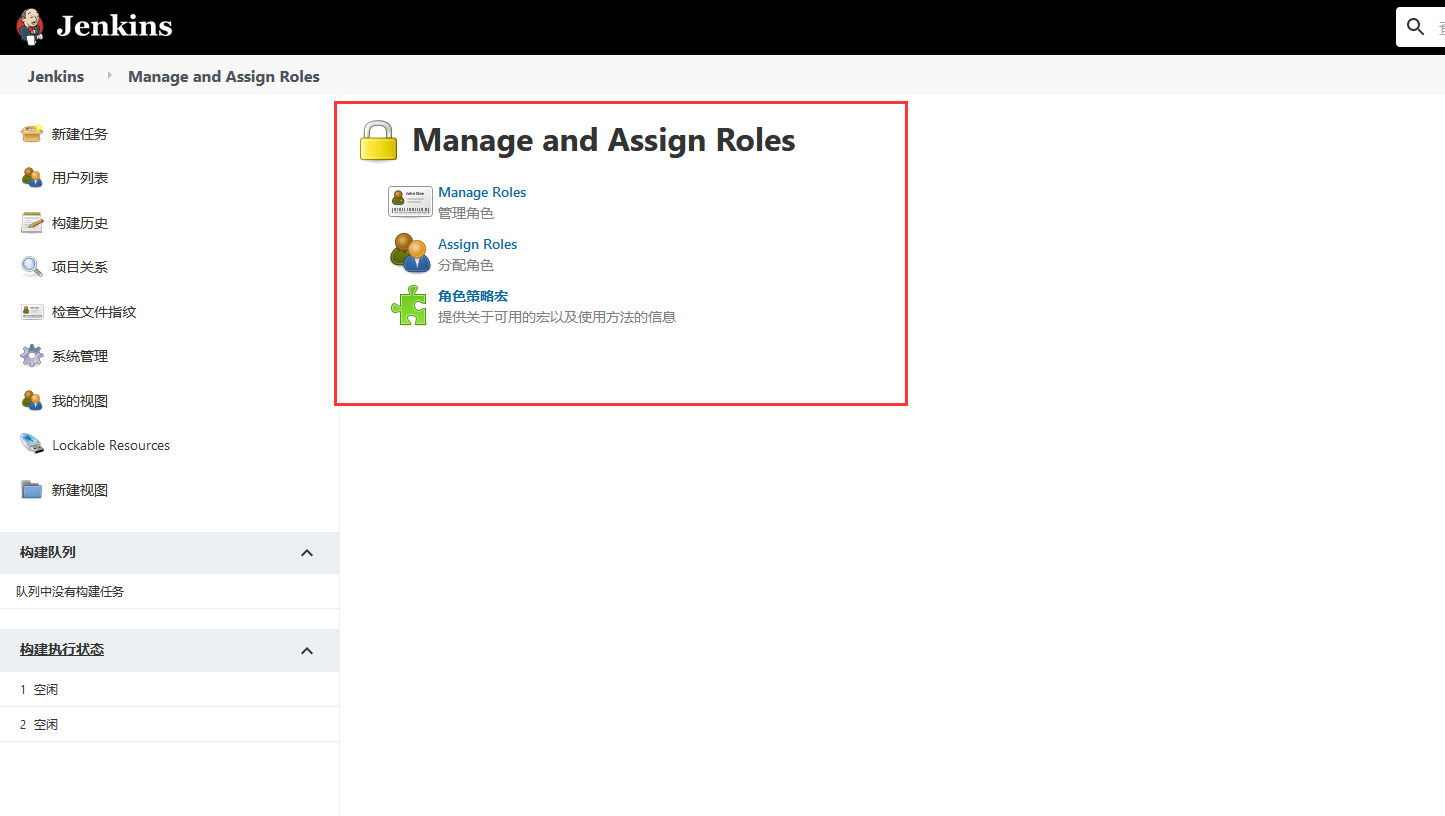 Jenkins
Jenkins
Manage and Assign Roles
新建任务
用户列表
构建历史
项目关系
检查文件指纹
系统管理
我的视图
Lockable Resources
新建视图
构建队列
队列中没有构建任务
构建执行状态
1 空闲
2 空闲
Manage and Assign Roles
Manage Roles
管理角色
Assign Roles
分配角色
角色策略宏
提供关于可用的宏以及使用方法的信息